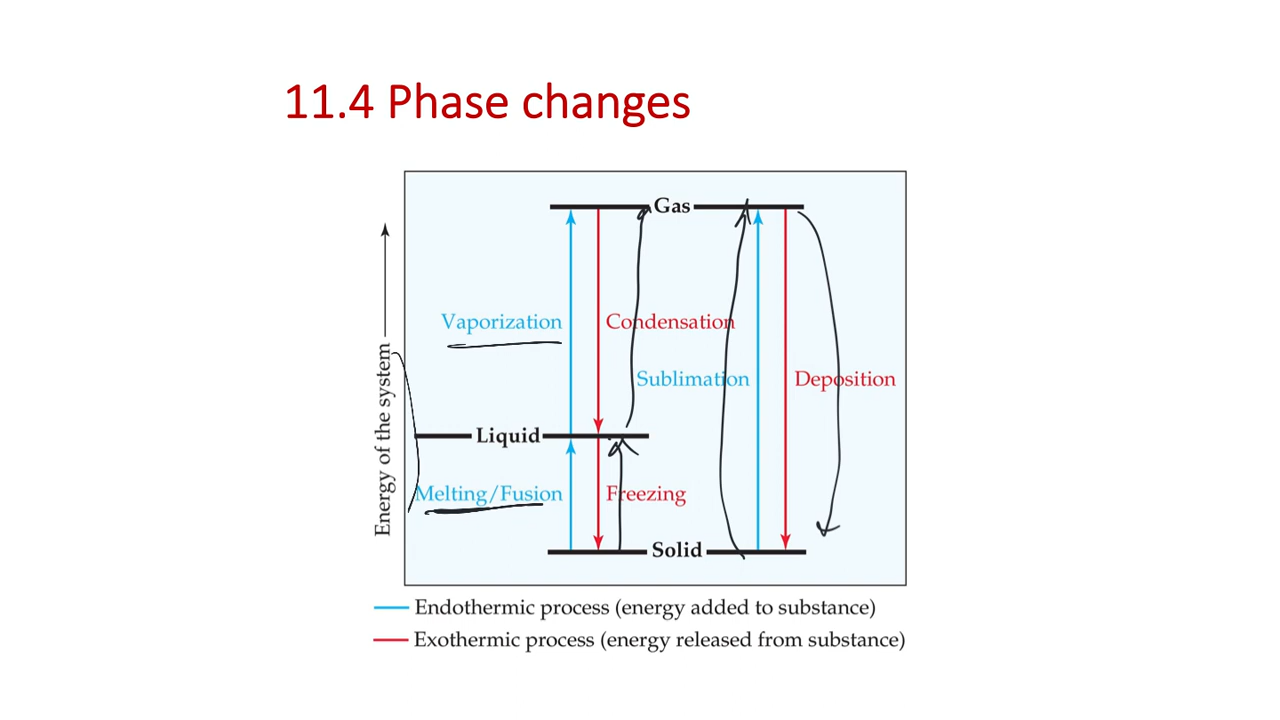 11.4 Phase changes
Gas
Vaporization
Condensation
Sublimation
Deposition
Energy of the system
Liquid
Melting/Fusion
Freezing
Solid
Endothermic process (energy added to substance)
Exothermic process (energy released from substance)